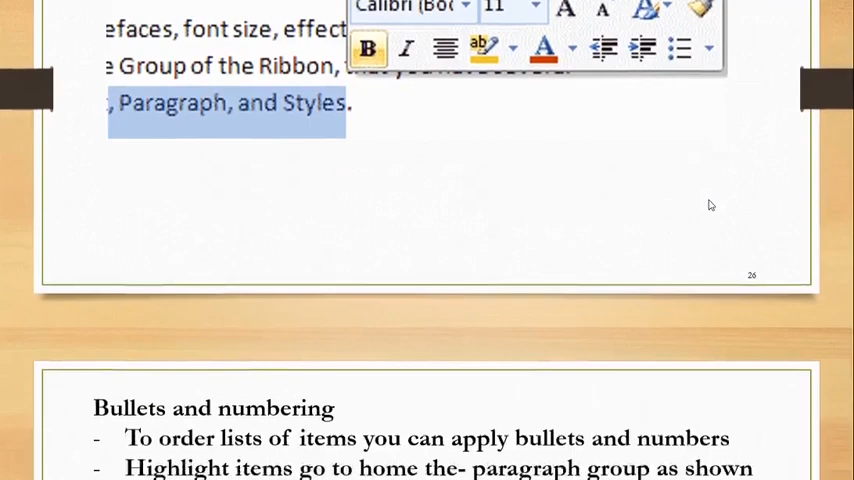 Calibri (Boc 11 A A A
efaces, font size, effect
B I ab A
e Group of the Ribbon,
, Paragraph, and Styles.
26
Bullets and numbering
- To order lists of items you can apply bullets and numbers
- Highlight items go to home the- paragraph group as shown